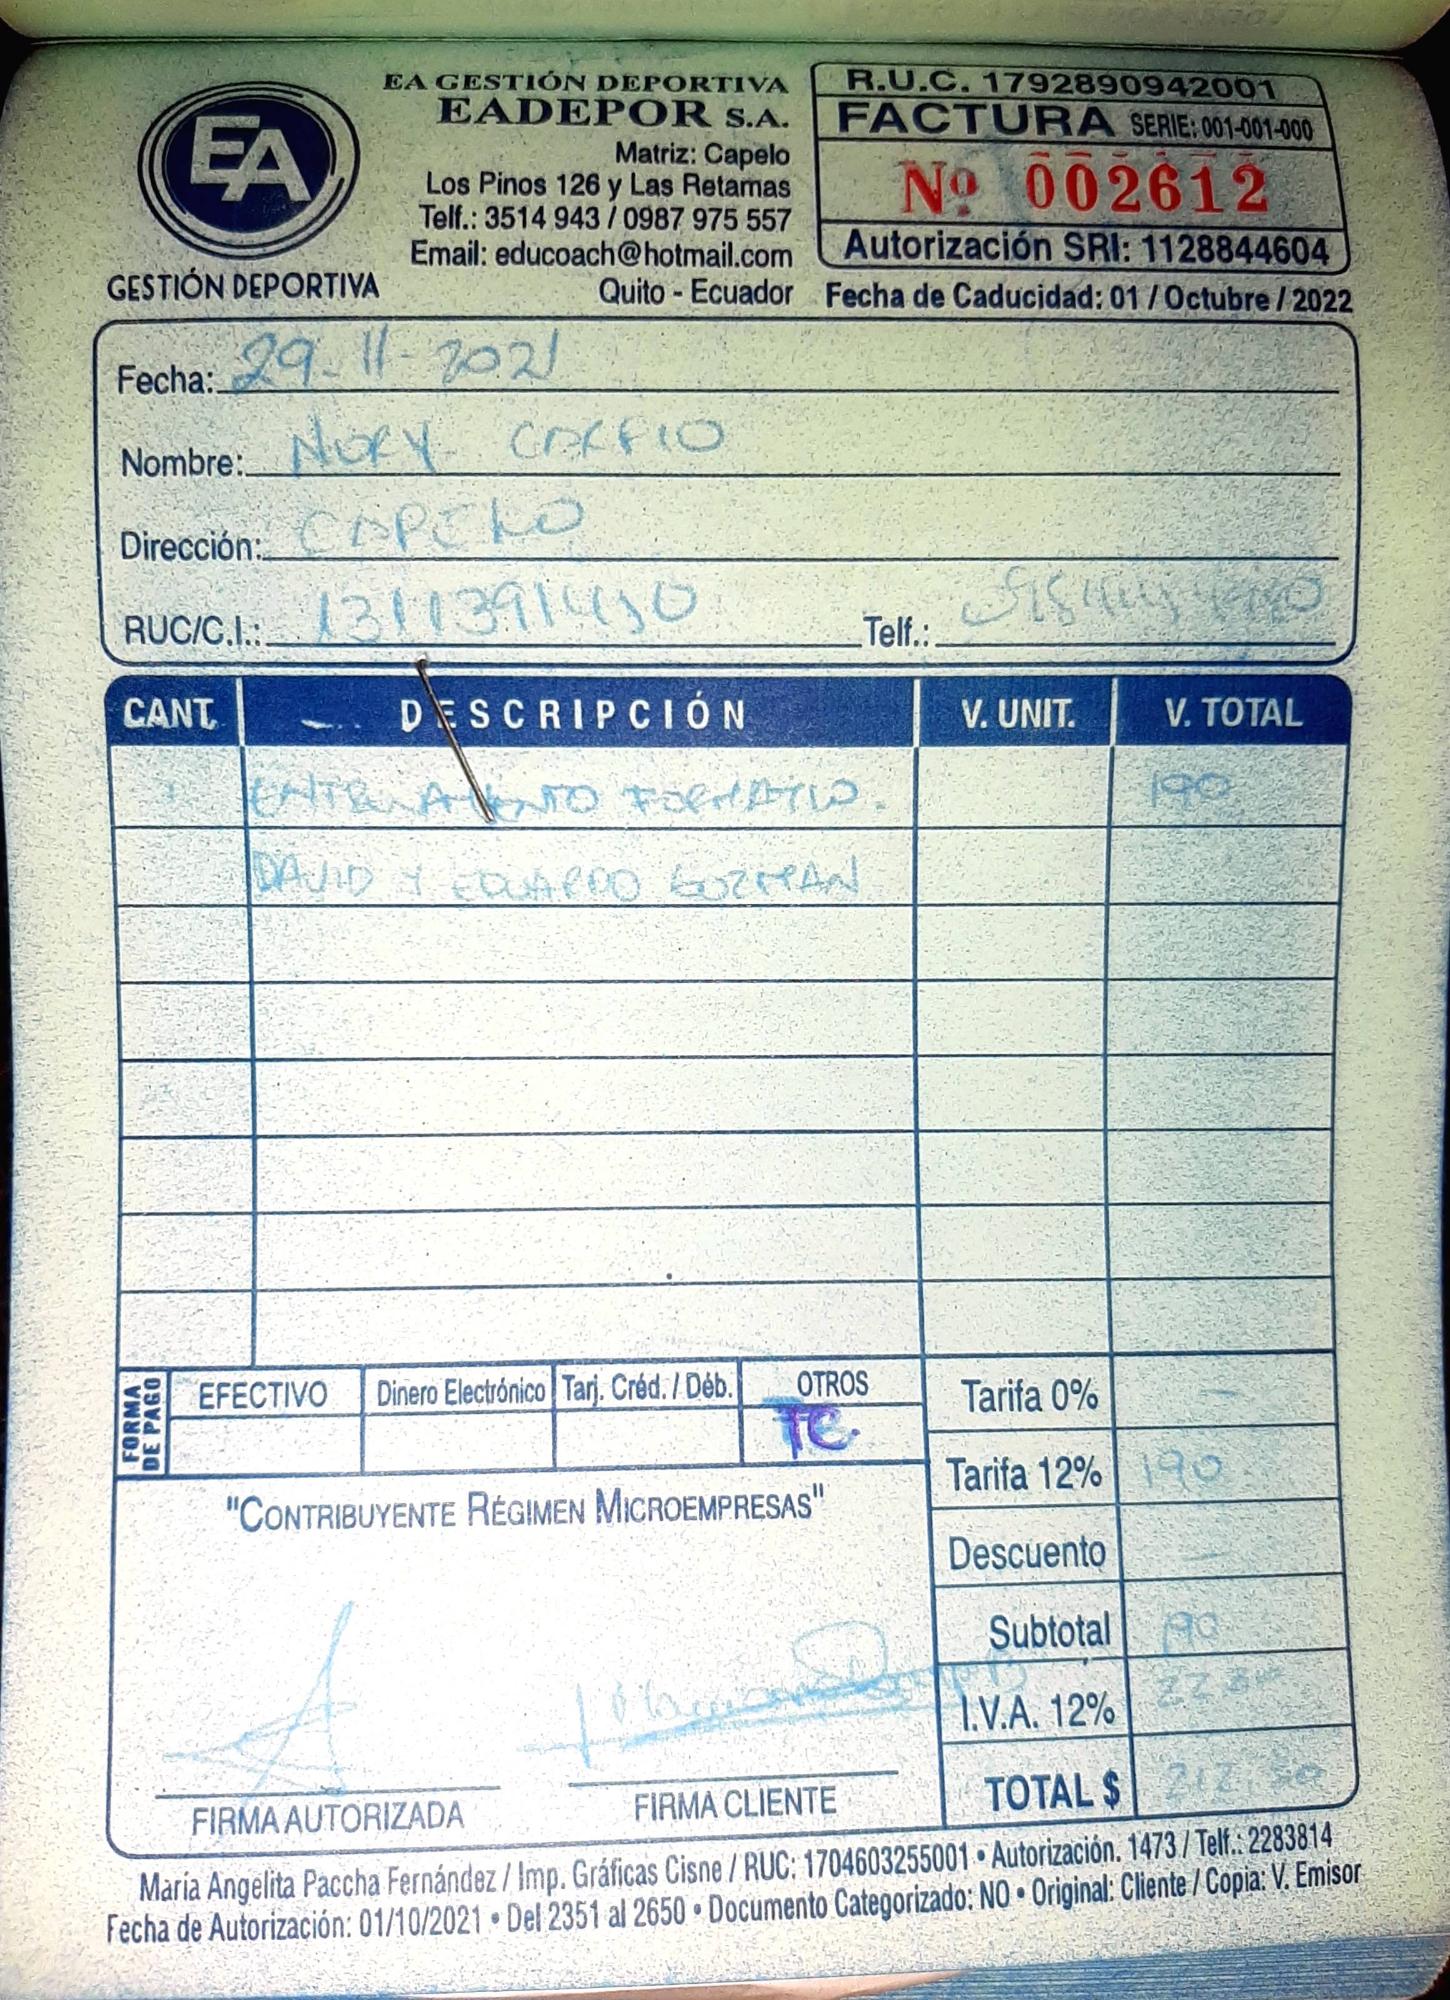 EA
GESTIÓN DEPORTIVA
EA GESTIÓN DEPORTIVA
EADEPOR S.A.
Matriz: Capelo
Los Pinos 126 y Las Retamas
Telf.: 3514 943 / 0987 975 557
Email: educoach@hotmail.com
Quito - Ecuador
R.U.C. 1792890942001
FACTURA SERIE: 001-001-000
Nº 002612
Autorización SRI: 1128844604
Fecha de Caducidad: 01 / Octubre / 2022
Fecha: 29-11-2021
Nombre: NURY CARFIO
Dirección: CAPELO
RUC/C.I.: 1311391450 Telf.:
CANT. DESCRIPCIÓN V. UNIT. V. TOTAL
ENTRENAMIENTO FORMATIO. 190
DAVID Y EDUARDO GUZMAN
FORMA DE PAGO EFECTIVO Dinero Electrónico Tarj. Créd. / Déb. OTROS
TC.
Tarifa 0% -
Tarifa 12% 190
Descuento -
Subtotal 190
I.V.A. 12% 22 80
TOTAL $ 212 80
"CONTRIBUYENTE RÉGIMEN MICROEMPRESAS"
FIRMA AUTORIZADA FIRMA CLIENTE
María Angelita Paccha Fernández / Imp. Gráficas Cisne / RUC: 1704603255001 • Autorización. 1473 / Telf.: 2283814
Fecha de Autorización: 01/10/2021 • Del 2351 al 2650 • Documento Categorizado: NO • Original: Cliente / Copia: V. Emisor